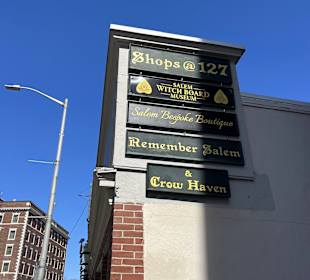 Shops @ 127
SALEM
WITCH BOARD
MUSEUM
Salem Bespoke Boutique
Remember Salem
&
Crow Haven